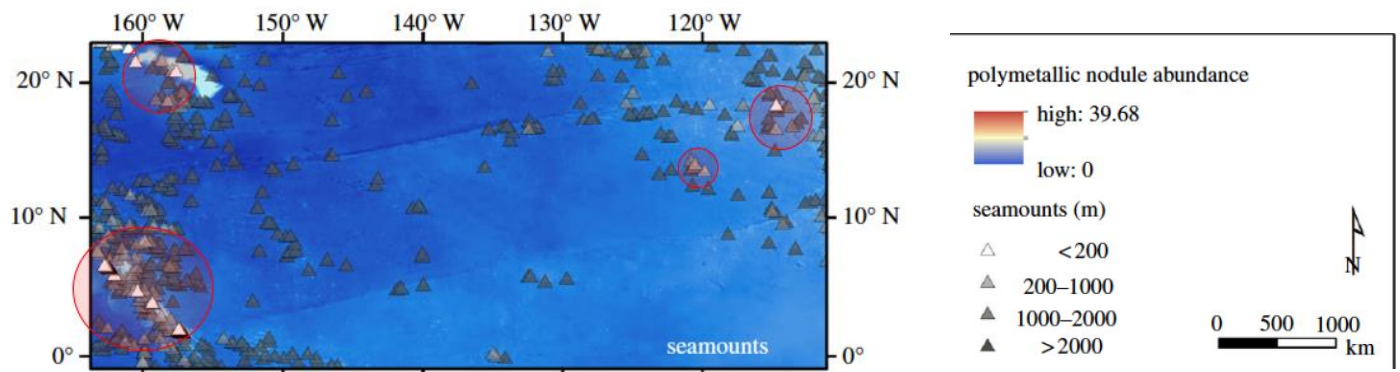 160° W 150° W 140° W 130° W 120° W
20° N 20° N
10° N 10° N
0° 0°
seamounts
polymetallic nodule abundance
high: 39.68
low: 0
seamounts (m)
<200
200–1000
1000–2000
>2000
N
0 500 1000
km